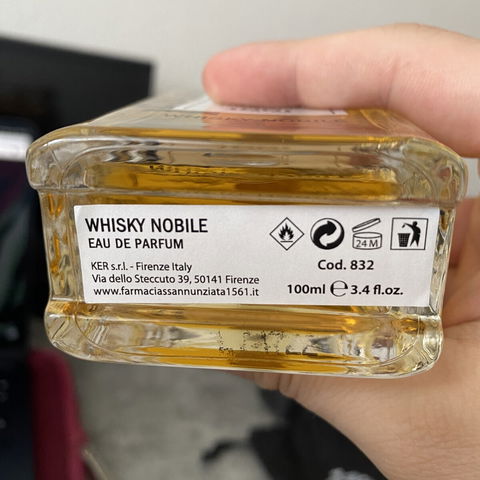 WHISKY NOBILE
EAU DE PARFUM
KER s.r.l. - Firenze Italy
Via dello Steccuto 39, 50141 Firenze
www.farmaciassannunziata1561.it
24 M
Cod. 832
100ml ℮ 3.4 fl.oz.